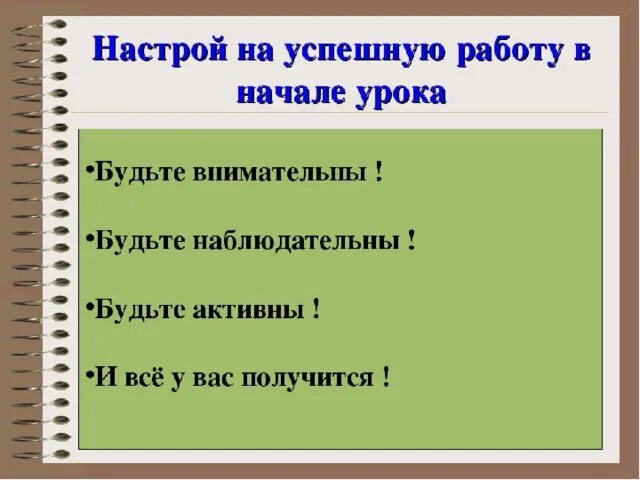 Настрой на успешную работу в
начале урока
•Будьте внимательны !
•Будьте наблюдательны !
•Будьте активны !
•И всё у вас получится !